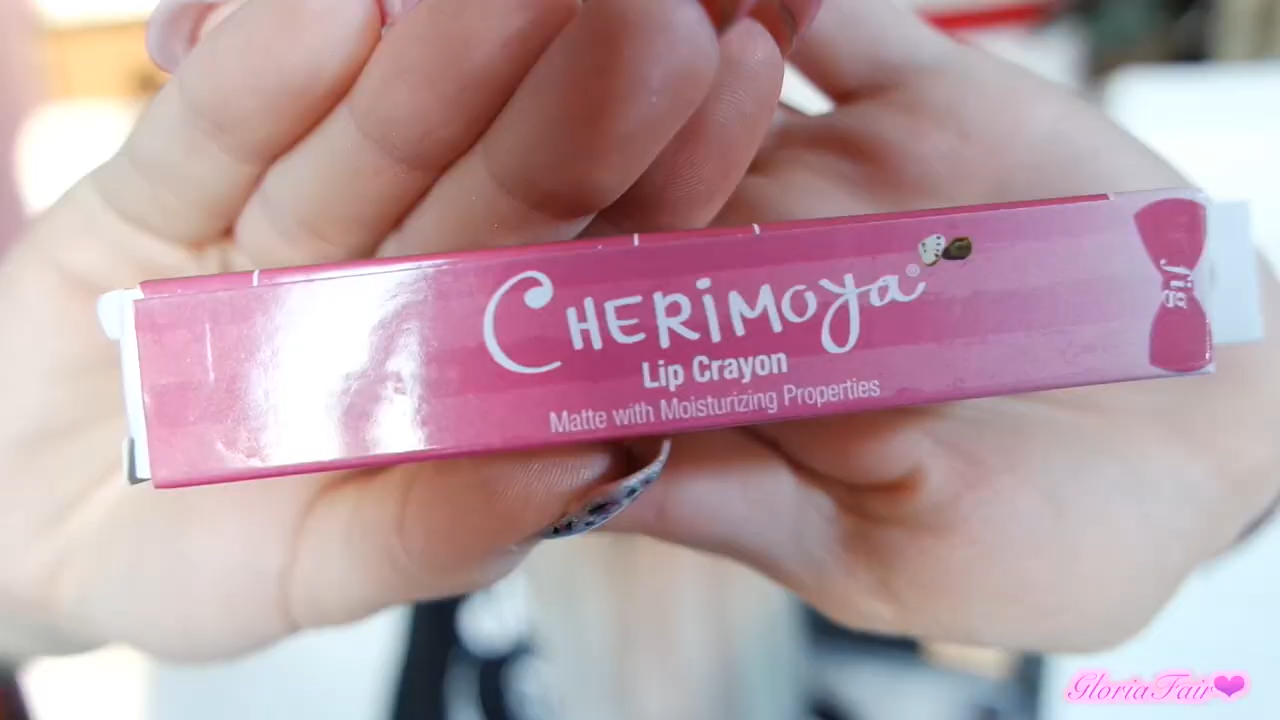 CHERiMOya®
Lip Crayon
Matte with Moisturizing Properties
fig
GloriaFair❤